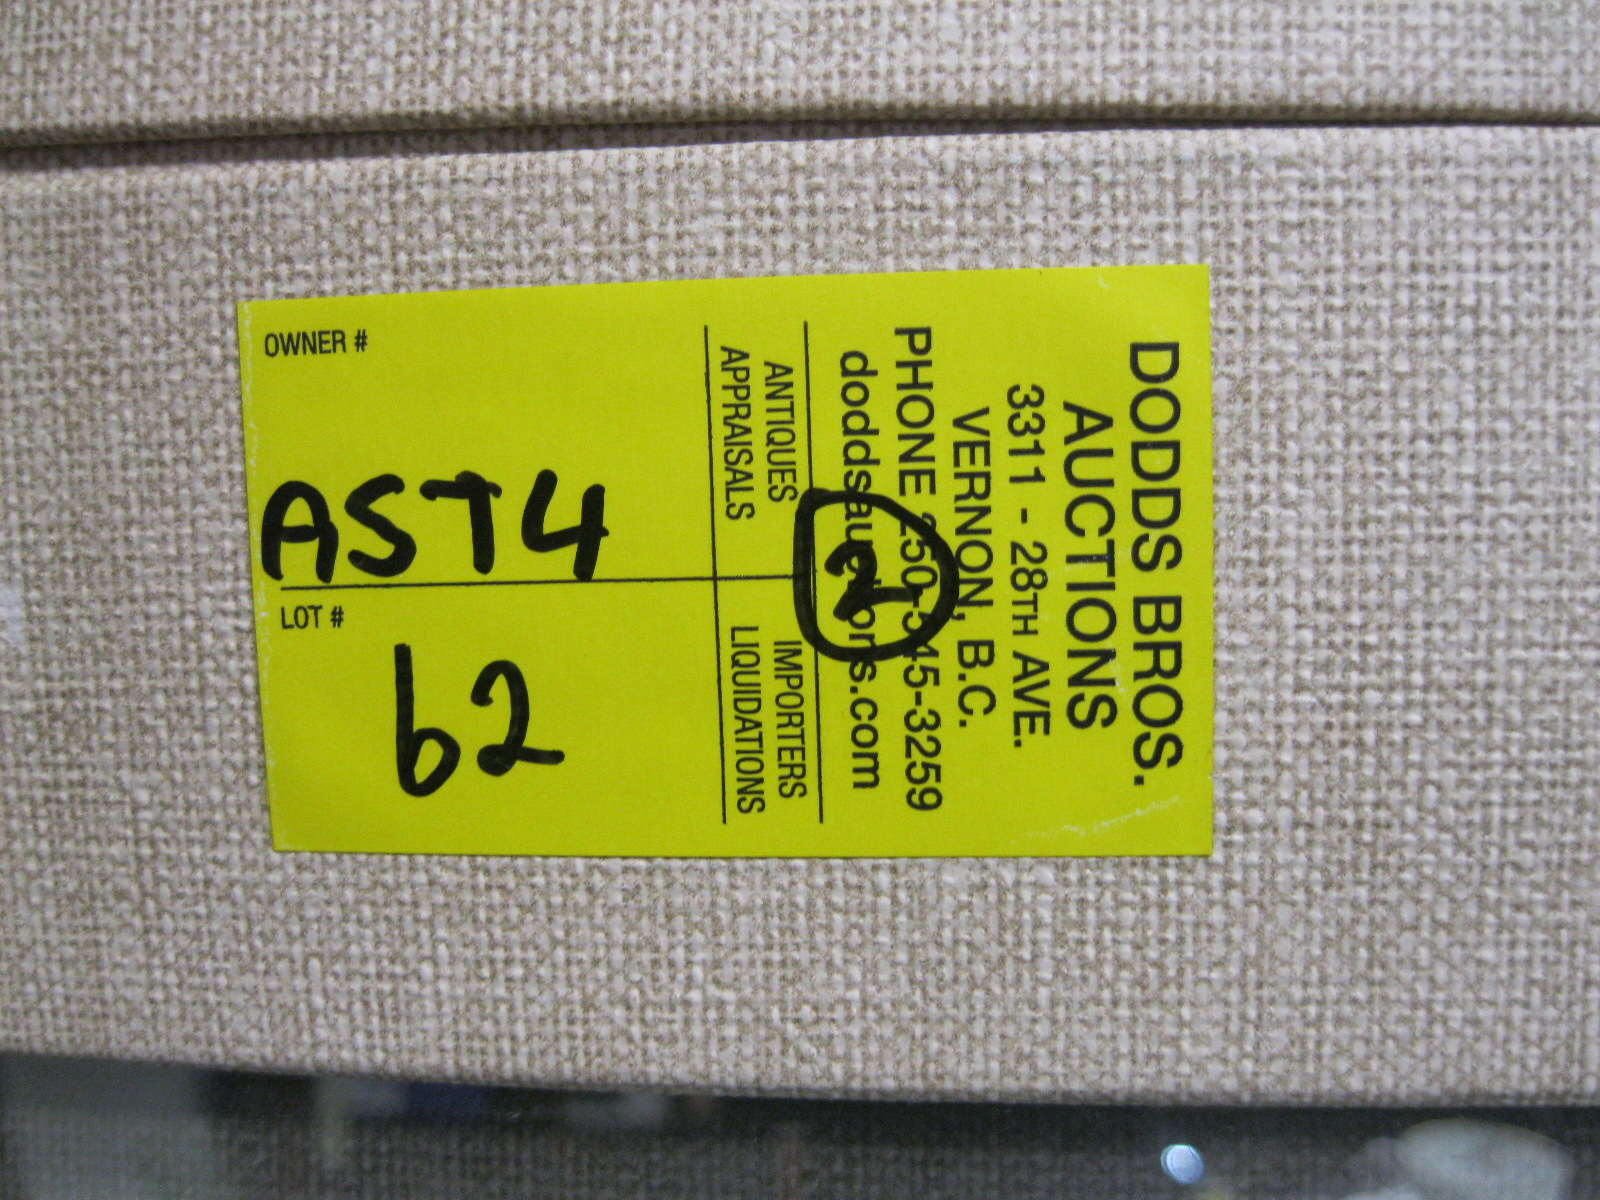 DODDS BROS.
AUCTIONS
3311 - 28TH AVE.
VERNON, B.C.
PHONE 250-545-3259
doddsauctions.com
2
ANTIQUES
APPRAISALS
IMPORTERS
LIQUIDATIONS
OWNER #
AST4
LOT #
62